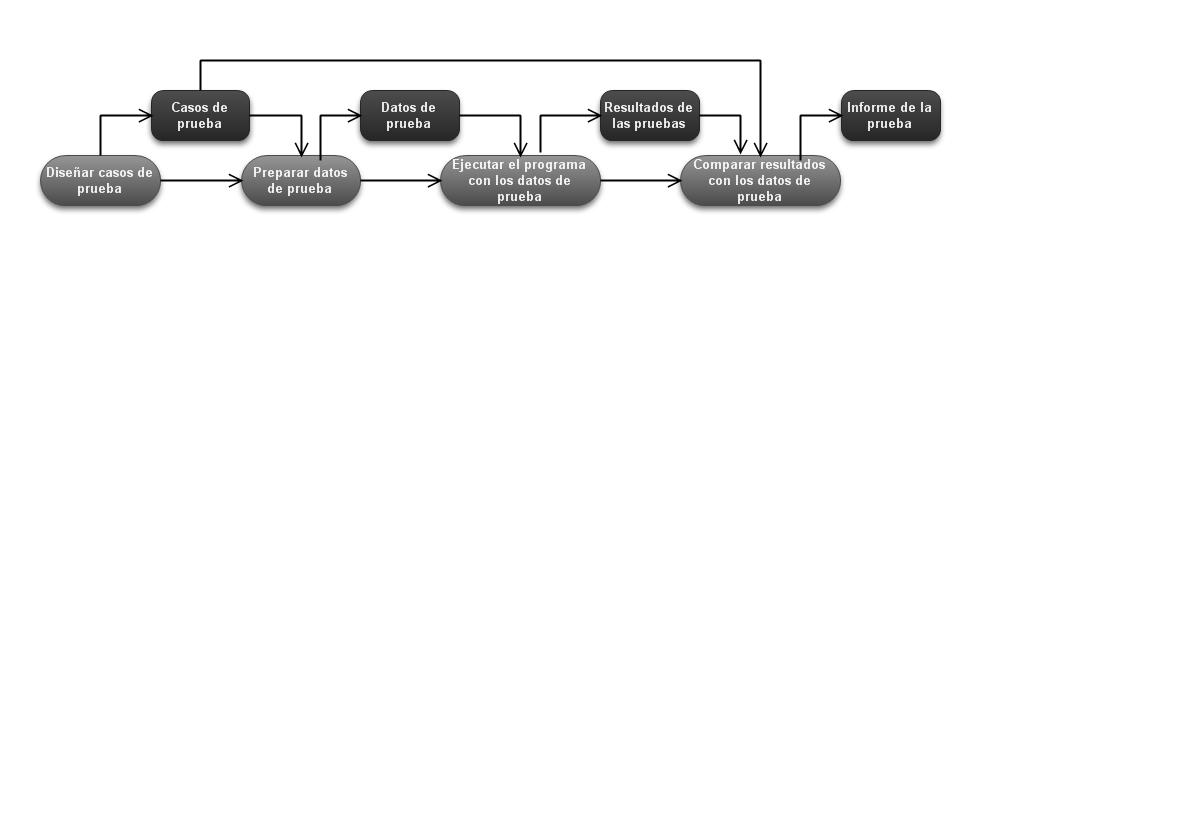 Casos de
prueba
Datos de
prueba
Resultados de
las pruebas
Informe de la
prueba
Diseñar casos de
prueba
Preparar datos
de prueba
Ejecutar el programa
con los datos de
prueba
Comparar resultados
con los datos de
prueba